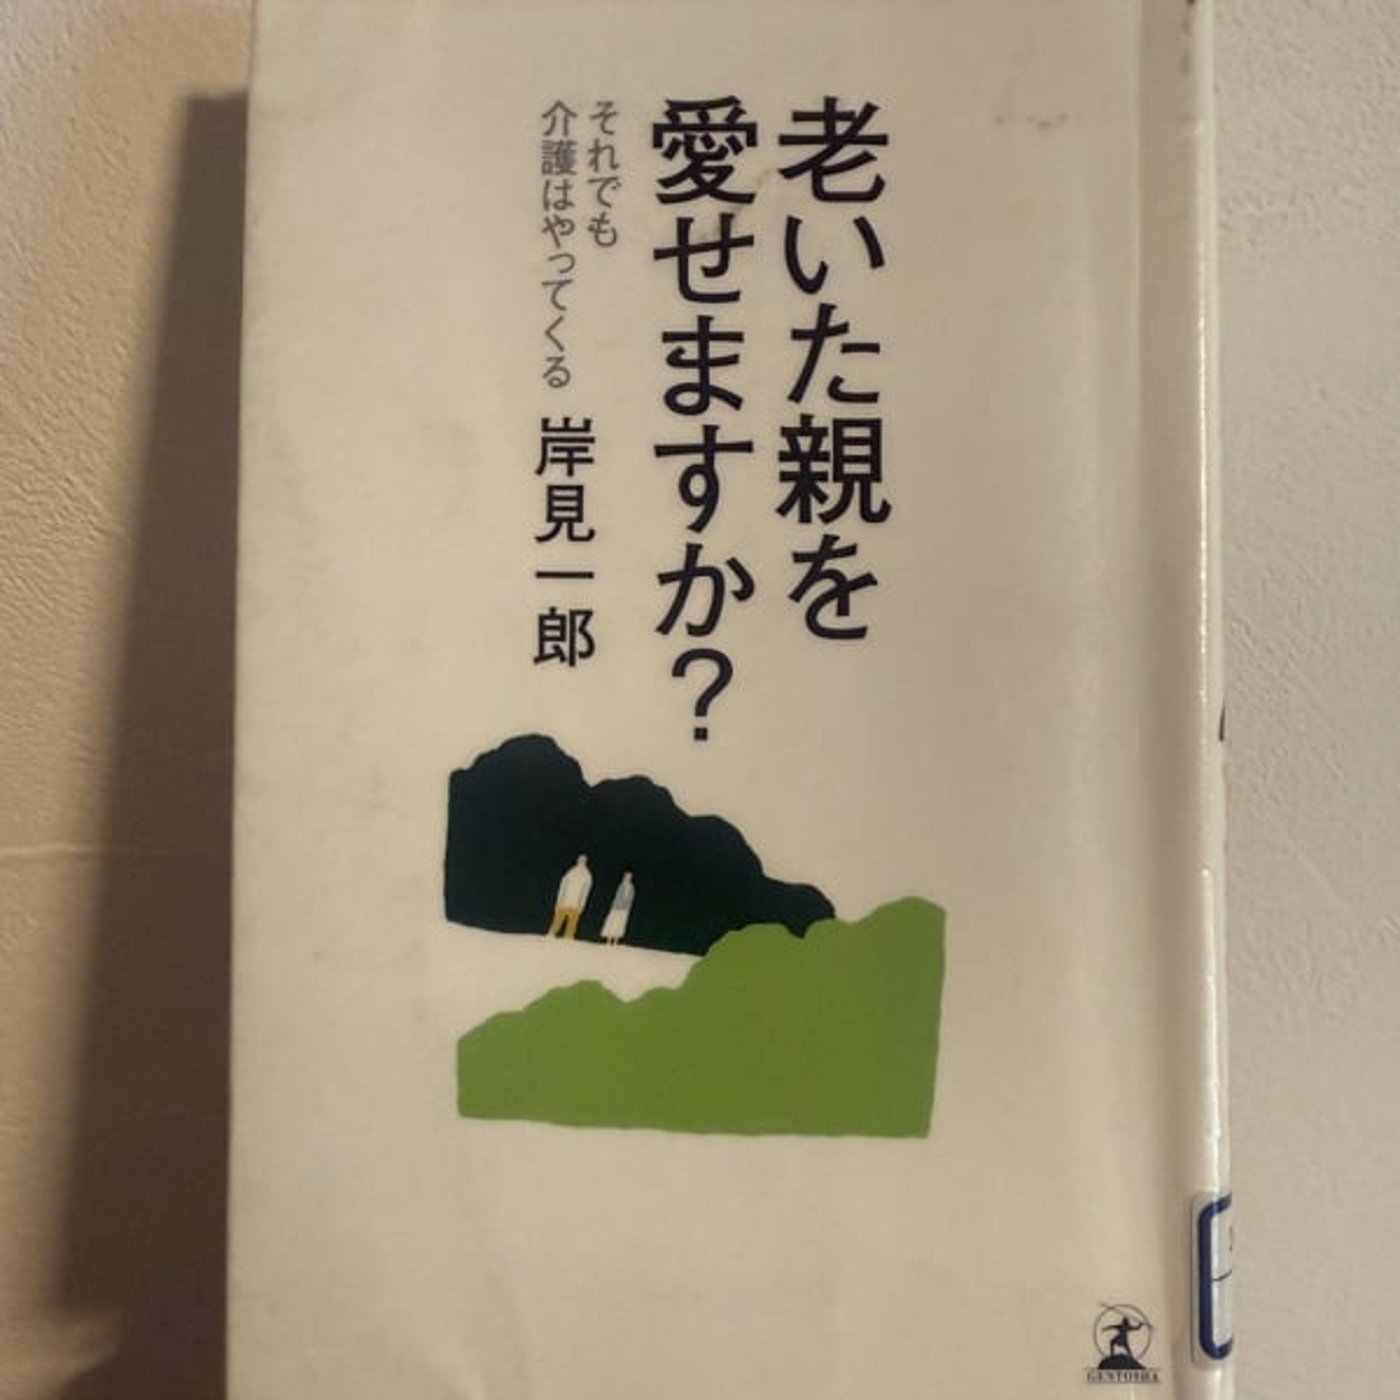 老いた親を
愛せますか?
それでも
介護はやってくる
岸見一郎
GENTOSHA